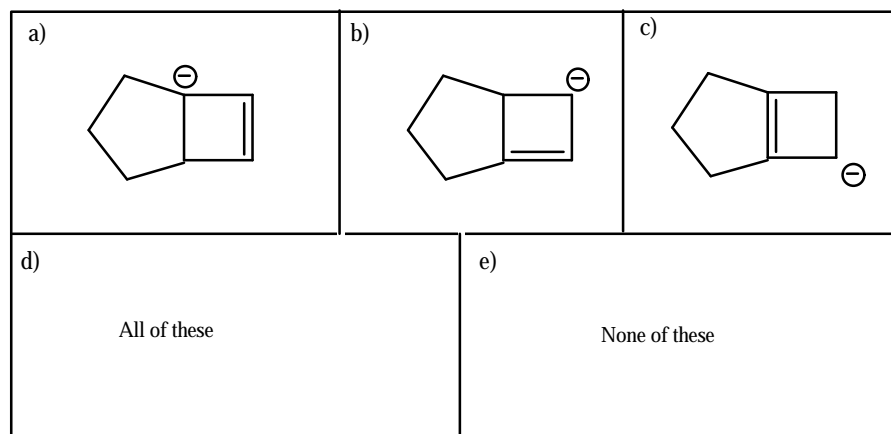 a)
b)
c)
d)
All of these
e)
None of these